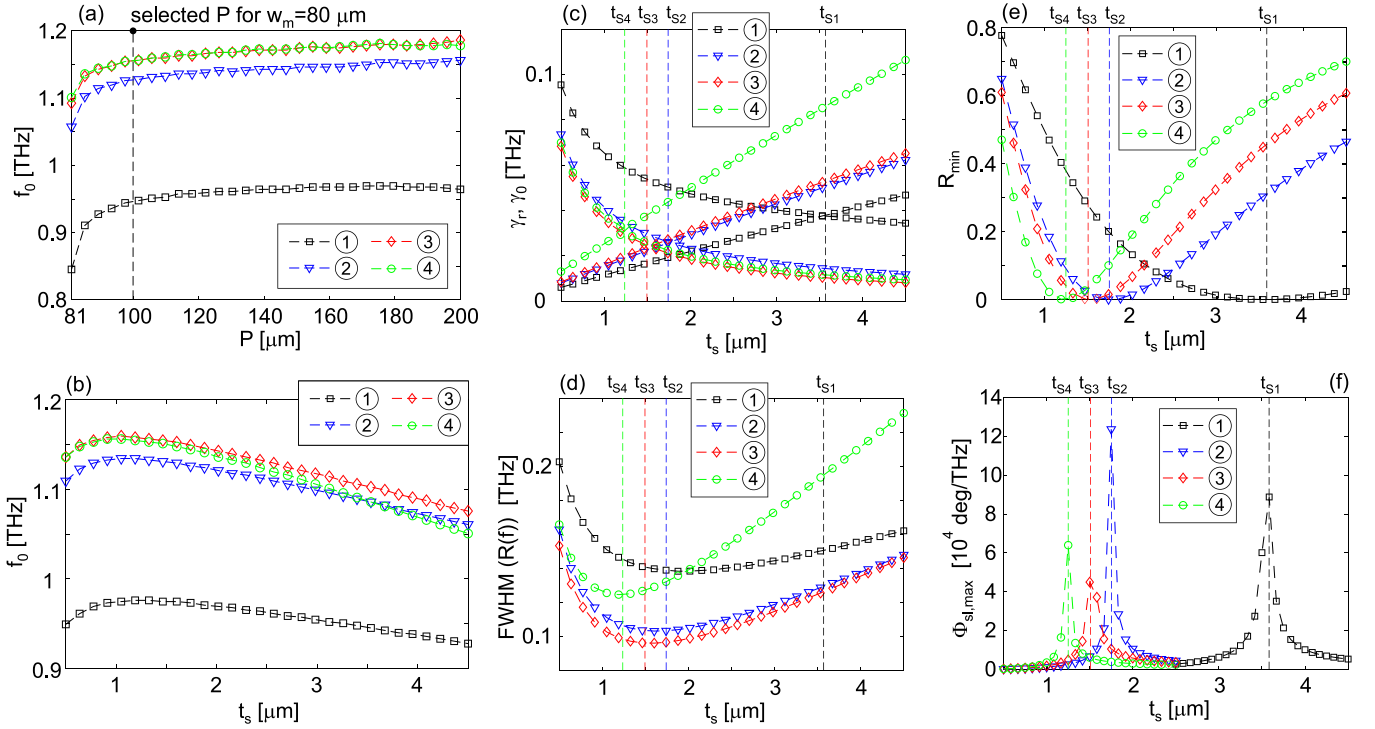 (a)
selected P for w_m=80 μm
1.2
1.1
1
0.9
0.8
f_0 [THz]
① ③
② ④
81 100 120 140 160 180 200
P [μm]
(b)
① ③
② ④
1.2
1.1
1
0.9
f_0 [THz]
1 2 3 4
t_s [μm]
(c)
t_S4 t_S3 t_S2 t_S1
①
②
③
④
0.1
0
γ_r, γ_0 [THz]
1 2 3 4
t_s [μm]
(d)
t_S4 t_S3 t_S2 t_S1
①
②
③
④
0.2
0.1
FWHM (R(f)) [THz]
1 2 3 4
t_s [μm]
(e)
t_S4 t_S3 t_S2 t_S1
①
②
③
④
0.8
0.6
0.4
0.2
0
R_min
1 2 3 4
t_s [μm]
t_S4 t_S3 t_S2 t_S1 (f)
①
②
③
④
14
12
10
8
6
4
2
0
Φ_sl,max [10^4 deg/THz]
1 2 3 4
t_s [μm]